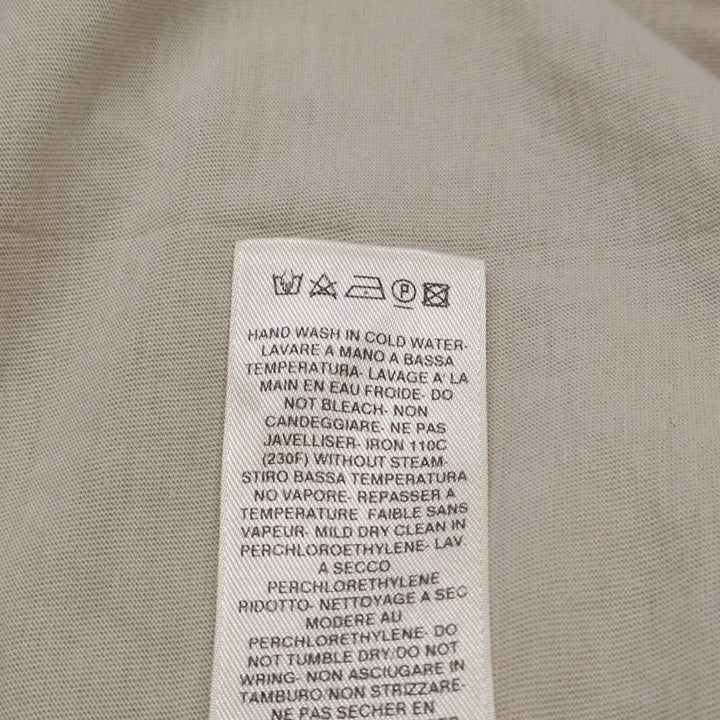 P
HAND WASH IN COLD WATER-
LAVARE A MANO A BASSA
TEMPERATURA- LAVAGE A' LA
MAIN EN EAU FROIDE- DO
NOT BLEACH- NON
CANDEGGIARE- NE PAS
JAVELLISER- IRON 110C
(230F) WITHOUT STEAM-
STIRO BASSA TEMPERATURA
NO VAPORE- REPASSER A
TEMPERATURE FAIBLE SANS
VAPEUR- MILD DRY CLEAN IN
PERCHLOROETHYLENE- LAV
A SECCO
PERCHLORETHYLENE
RIDOTTO- NETTOYAGE A SEC
MODERE AU
PERCHLORETHYLENE- DO
NOT TUMBLE DRY/DO NOT
WRING- NON ASCIUGARE IN
TAMBURO/NON STRIZZARE-
NE PAS SECHER EN